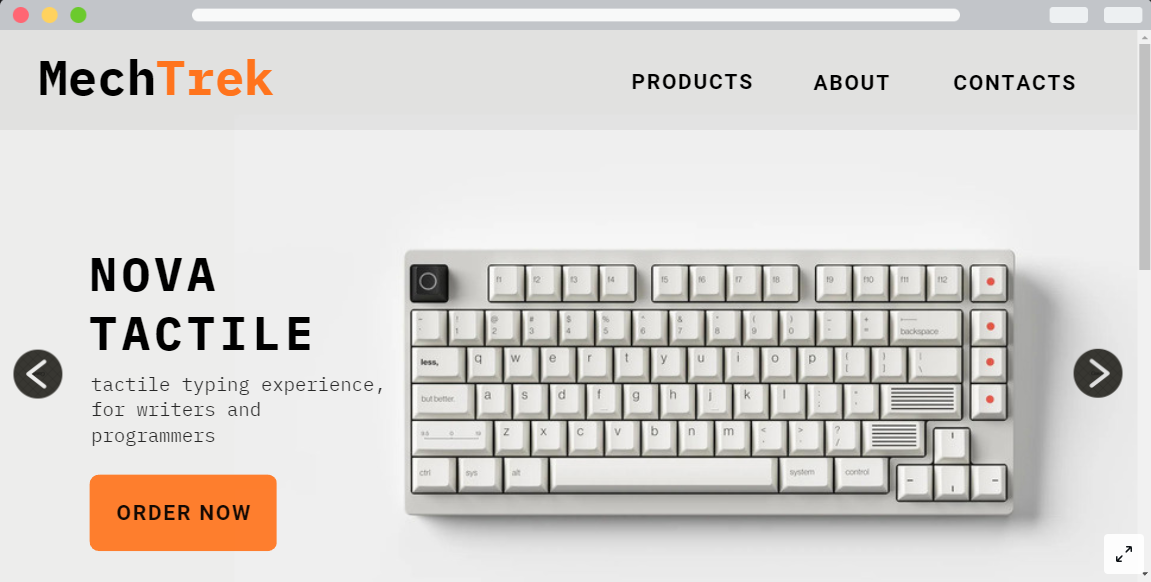 MechTrek
PRODUCTS ABOUT CONTACTS
NOVA
TACTILE
tactile typing experience,
for writers and
programmers
ORDER NOW
f1 f2 f3 f4 f5 f6 f7 f8 f9 f10 f11 f12
! @ # $ % ^ & * ( ) - +
1 2 3 4 5 6 7 8 9 0 = backspace
less, q w e r t y u i o p { }
[ ] \
but better. a s d f g h j k l
z x c v b n m < > ?
/
ctrl sys alt system control